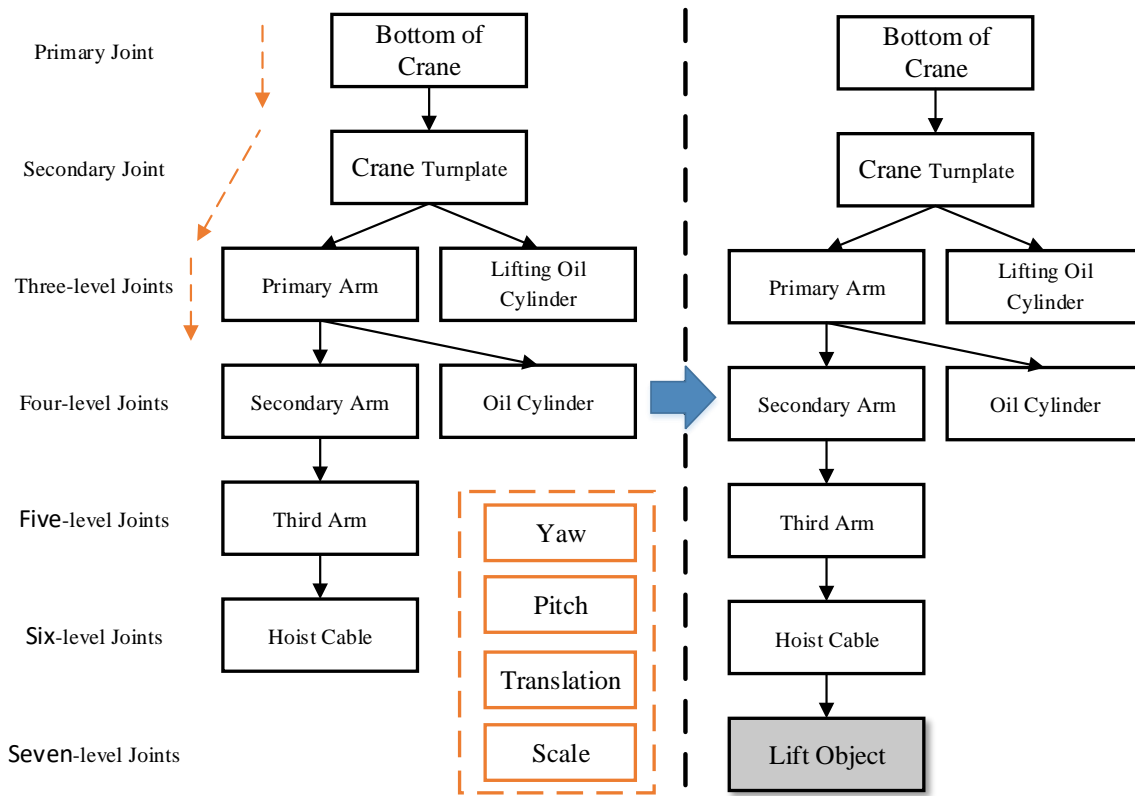 Primary Joint
Bottom of
Crane
Bottom of
Crane
Secondary Joint
Crane Turnplate
Crane Turnplate
Three-level Joints
Primary Arm
Lifting Oil
Cylinder
Primary Arm
Lifting Oil
Cylinder
Four-level Joints
Secondary Arm
Oil Cylinder
Secondary Arm
Oil Cylinder
Five-level Joints
Third Arm
Yaw
Third Arm
Pitch
Six-level Joints
Hoist Cable
Hoist Cable
Translation
Seven-level Joints
Scale
Lift Object